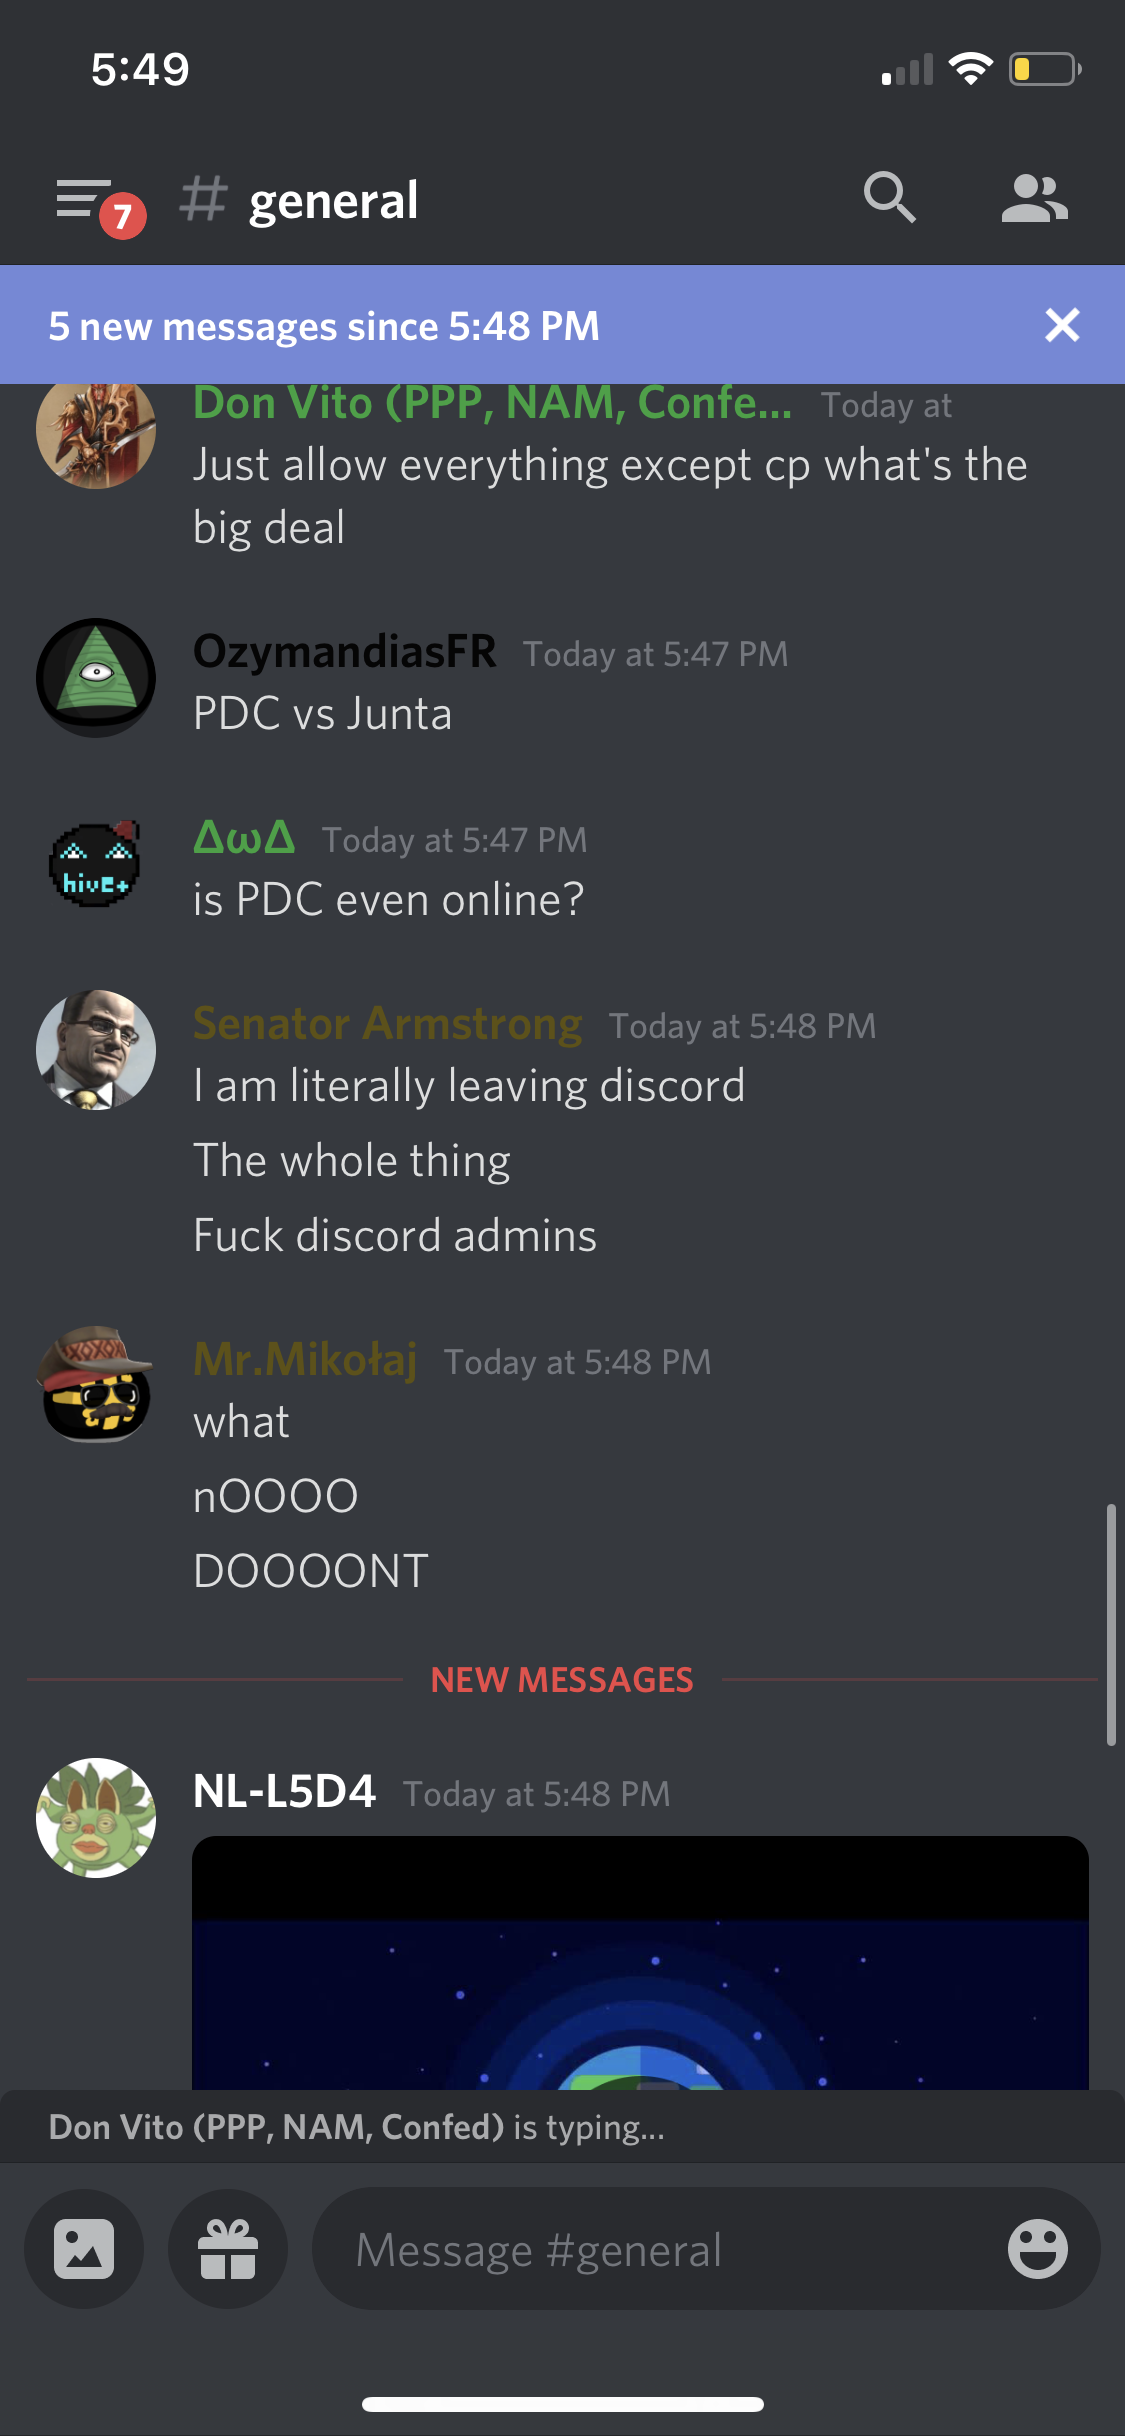 5:49
7
# general
5 new messages since 5:48 PM
Don Vito (PPP, NAM, Confe... Today at
Just allow everything except cp what's the
big deal
OzymandiasFR Today at 5:47 PM
PDC vs Junta
ΔωΔ Today at 5:47 PM
is PDC even online?
hivE+
Senator Armstrong Today at 5:48 PM
I am literally leaving discord
The whole thing
Fuck discord admins
Mr.Mikołaj Today at 5:48 PM
what
nOOOO
DOOOONT
NEW MESSAGES
NL-L5D4 Today at 5:48 PM
Don Vito (PPP, NAM, Confed) is typing...
Message #general